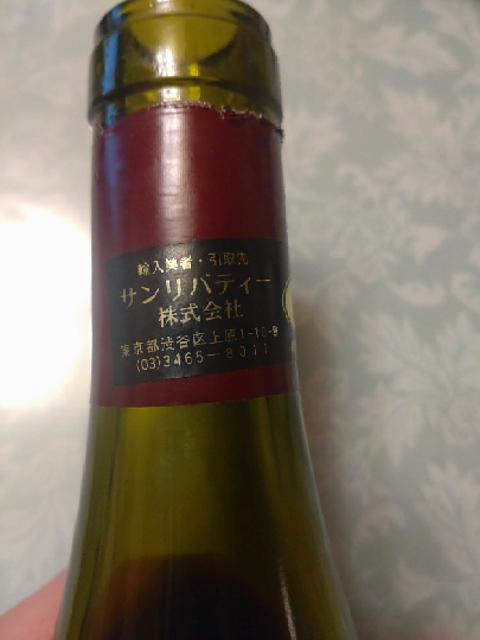 輸入業者・引取先
サンリバティー
株式会社
東京都渋谷区上原1-10-9
(03)3465-8011